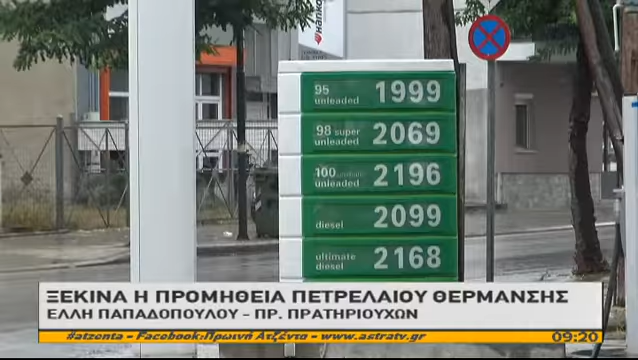 95
unleaded 1999
98 super
unleaded 2069
100
unleaded 2196
diesel 2099
ultimate
diesel 2168
ΞΕΚΙΝΑ Η ΠΡΟΜΗΘΕΙΑ ΠΕΤΡΕΛΑΙΟΥ ΘΕΡΜΑΝΣΗΣ
ΕΛΛΗ ΠΑΠΑΔΟΠΟΥΛΟΥ - ΠΡ. ΠΡΑΤΗΡΙΟΥΧΩΝ
#atzenta - Facebook:Πρωινή Ατζέντα - www.astratv.gr 09:20